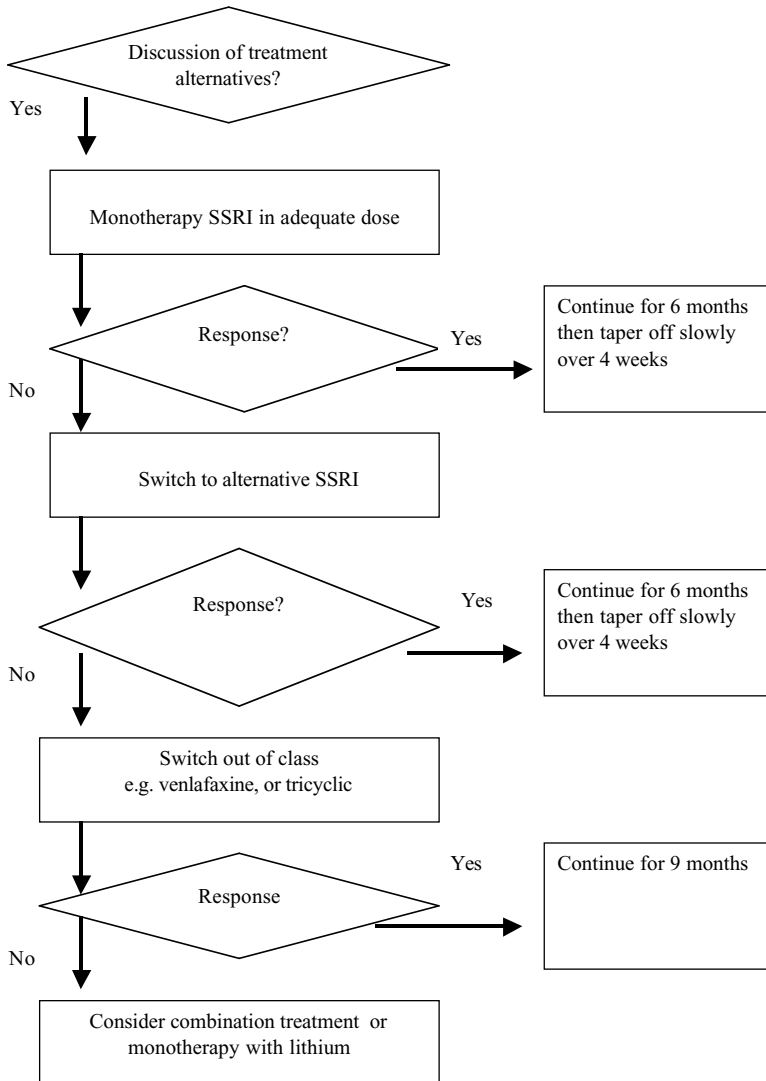 Discussion of treatment
alternatives?
Yes
Monotherapy SSRI in adequate dose
Response?
Yes
Continue for 6 months
then taper off slowly
over 4 weeks
No
Switch to alternative SSRI
Response?
Yes
Continue for 6 months
then taper off slowly
over 4 weeks
No
Switch out of class
e.g. venlafaxine, or tricyclic
Response
Yes
Continue for 9 months
No
Consider combination treatment or
monotherapy with lithium